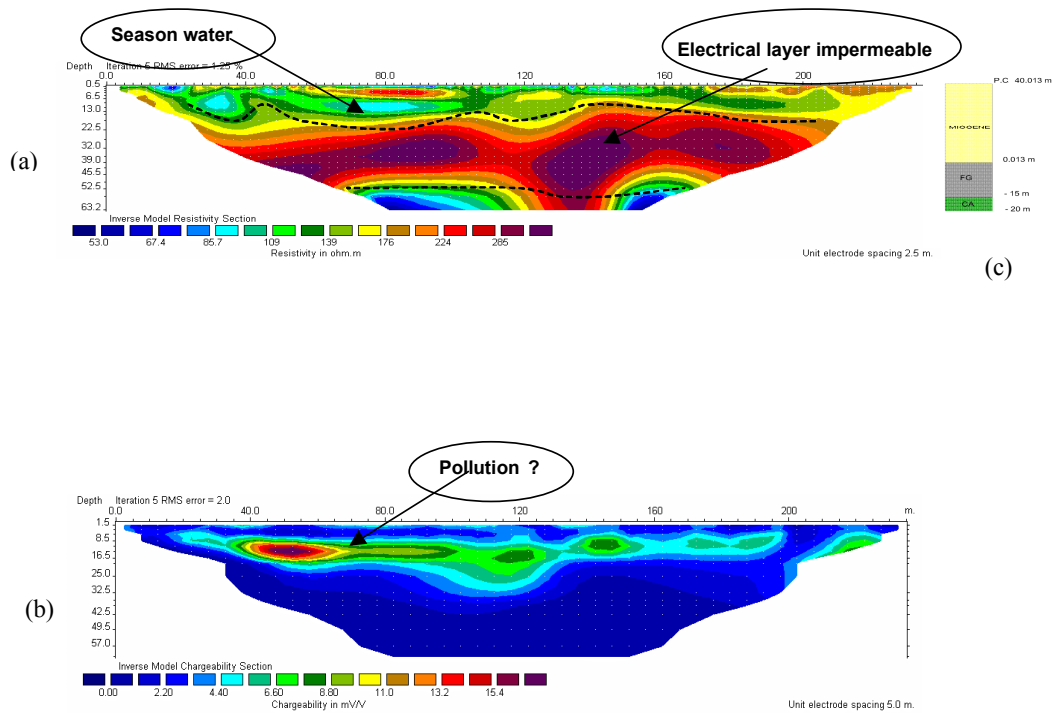 Season water
Electrical layer impermeable
Depth Iteration 5 RMS error = 1.25 %
0.0 40.0 80.0 120 160 200
0.5
6.5
13.0
22.5
32.0
39.0
45.0
52.5
63.2
Inverse Model Resistivity Section
53.0 67.4 85.7 109 139 176 224 285
Resistivity in ohm.m
Unit electrode spacing 2.5 m.
(a)
P.C 40.013 m
MIOCENE
0.013 m
FG
- 15 m
CA
- 20 m
(c)
Pollution ?
Depth Iteration 5 RMS error = 2.0
0.0 40.0 80.0 120 160 200 m.
1.5
8.5
16.5
25.0
32.5
42.5
49.5
57.0
Inverse Model Chargeability Section
0.00 2.20 4.40 6.60 8.80 11.0 13.2 15.4
Chargeability in mV/V
Unit electrode spacing 5.0 m.
(b)